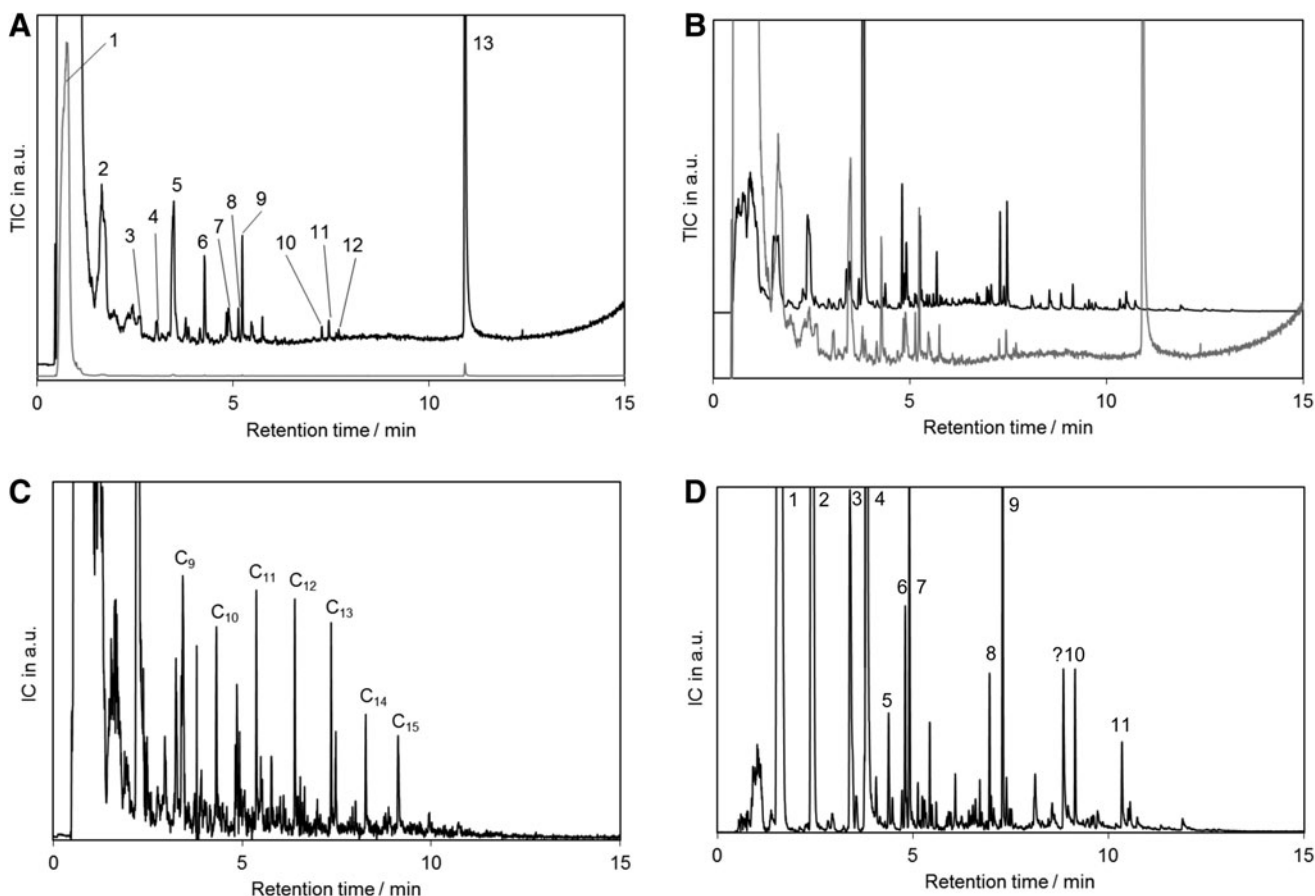 A
TIC in a.u.
1
2
3
4
5
6
7
8
9
10
11
12
13
0
5
10
15
Retention time / min
B
TIC in a.u.
0
5
10
15
Retention time / min
C
IC in a.u.
C₉
C₁₀
C₁₁
C₁₂
C₁₃
C₁₄
C₁₅
0
5
10
15
Retention time / min
D
IC in a.u.
1
2
3
4
5
6
7
8
9
?10
11
0
5
10
15
Retention time / min